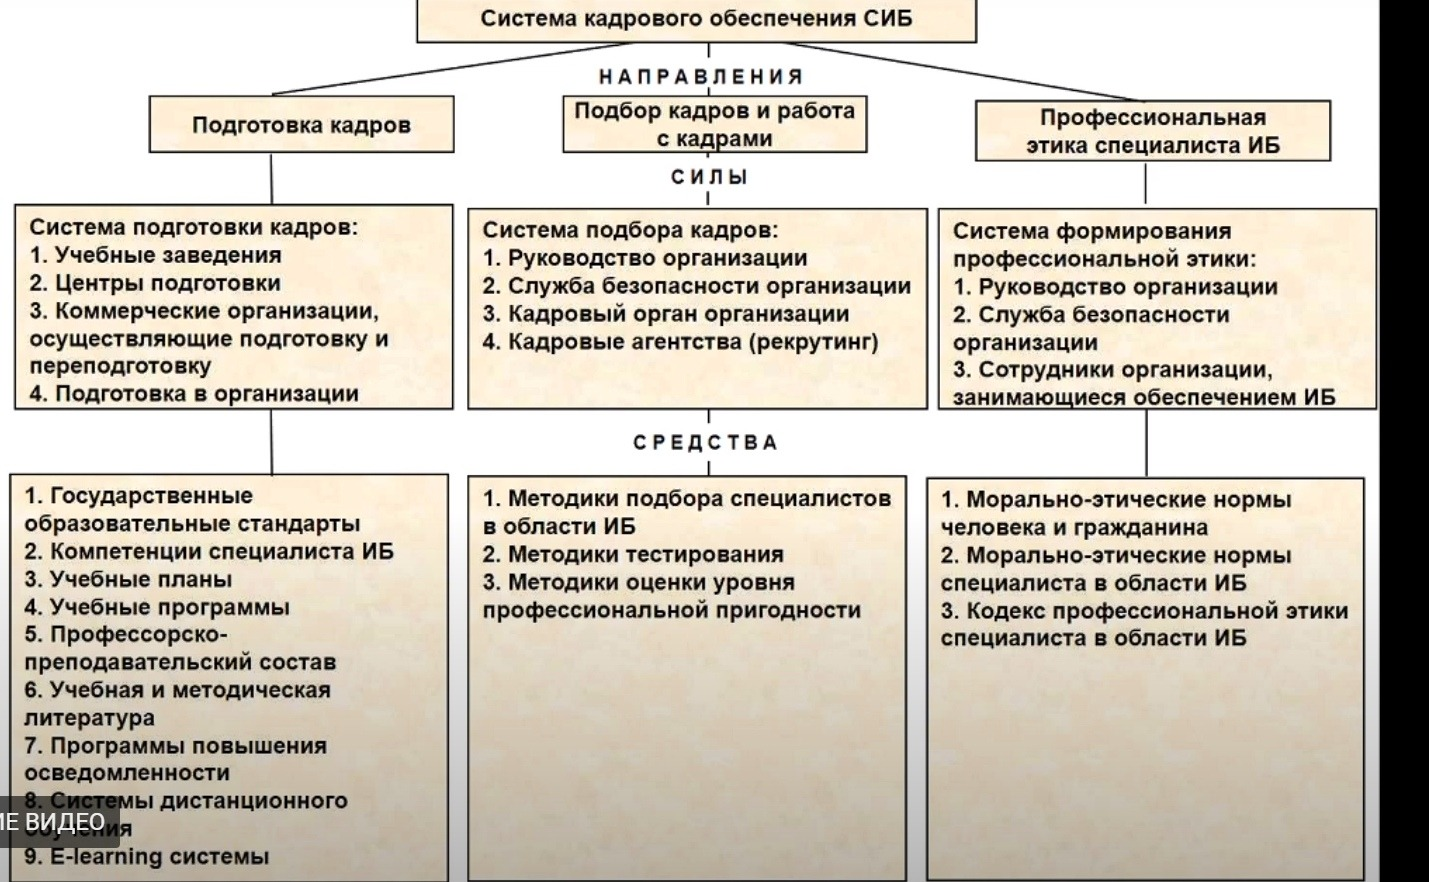 Система кадрового обеспечения СИБ
НАПРАВЛЕНИЯ
Подготовка кадров
Подбор кадров и работа
с кадрами
Профессиональная
этика специалиста ИБ
СИЛЫ
Система подготовки кадров:
1. Учебные заведения
2. Центры подготовки
3. Коммерческие организации,
осуществляющие подготовку и
переподготовку
4. Подготовка в организации
Система подбора кадров:
1. Руководство организации
2. Служба безопасности организации
3. Кадровый орган организации
4. Кадровые агентства (рекрутинг)
Система формирования
профессиональной этики:
1. Руководство организации
2. Служба безопасности
организации
3. Сотрудники организации,
занимающиеся обеспечением ИБ
СРЕДСТВА
1. Государственные
образовательные стандарты
2. Компетенции специалиста ИБ
3. Учебные планы
4. Учебные программы
5. Профессорско-
преподавательский состав
6. Учебная и методическая
литература
7. Программы повышения
осведомленности
8. Системы дистанционного
обучения
9. E-learning системы
1. Методики подбора специалистов
в области ИБ
2. Методики тестирования
3. Методики оценки уровня
профессиональной пригодности
1. Морально-этические нормы
человека и гражданина
2. Морально-этические нормы
специалиста в области ИБ
3. Кодекс профессиональной этики
специалиста в области ИБ
ВИДЕО